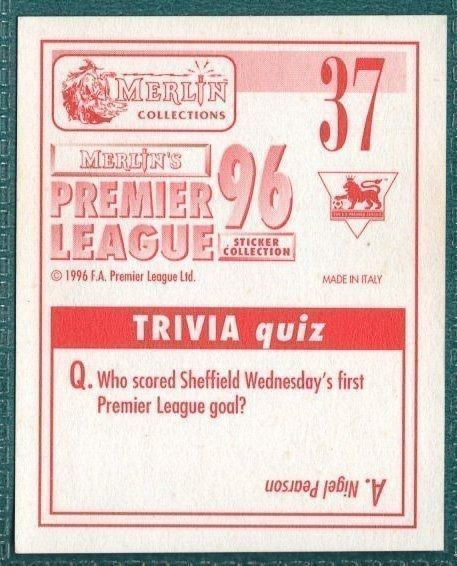 MERLIN
COLLECTIONS
37
MERLIN'S
PREMIER
LEAGUE
96
STICKER
COLLECTION
© 1996 F.A. Premier League Ltd.
MADE IN ITALY
TRIVIA quiz
Q. Who scored Sheffield Wednesday's first
Premier League goal?
A. Nigel Pearson